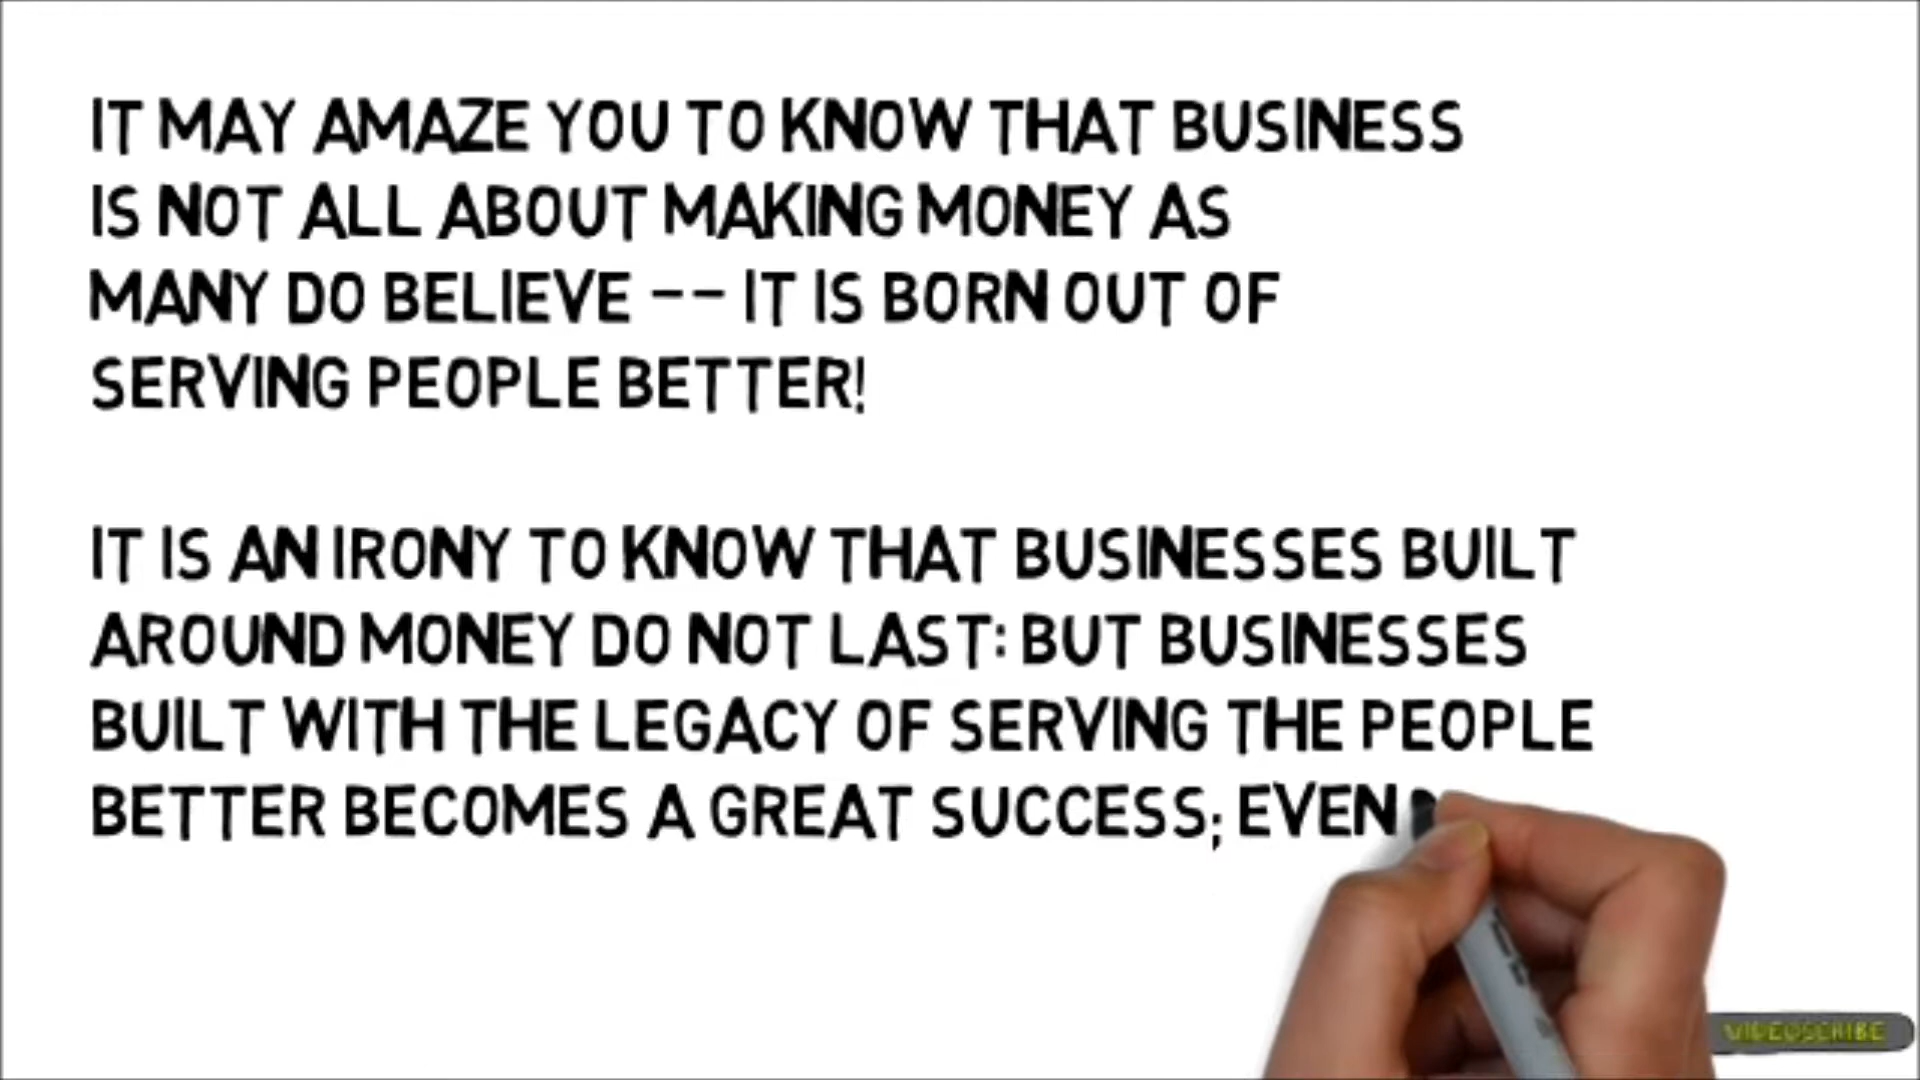 IT MAY AMAZE YOU TO KNOW THAT BUSINESS
IS NOT ALL ABOUT MAKING MONEY AS
MANY DO BELIEVE -- IT IS BORN OUT OF
SERVING PEOPLE BETTER!
IT IS AN IRONY TO KNOW THAT BUSINESSES BUILT
AROUND MONEY DO NOT LAST: BUT BUSINESSES
BUILT WITH THE LEGACY OF SERVING THE PEOPLE
BETTER BECOMES A GREAT SUCCESS; EVEN
VIDEOSCRIBE